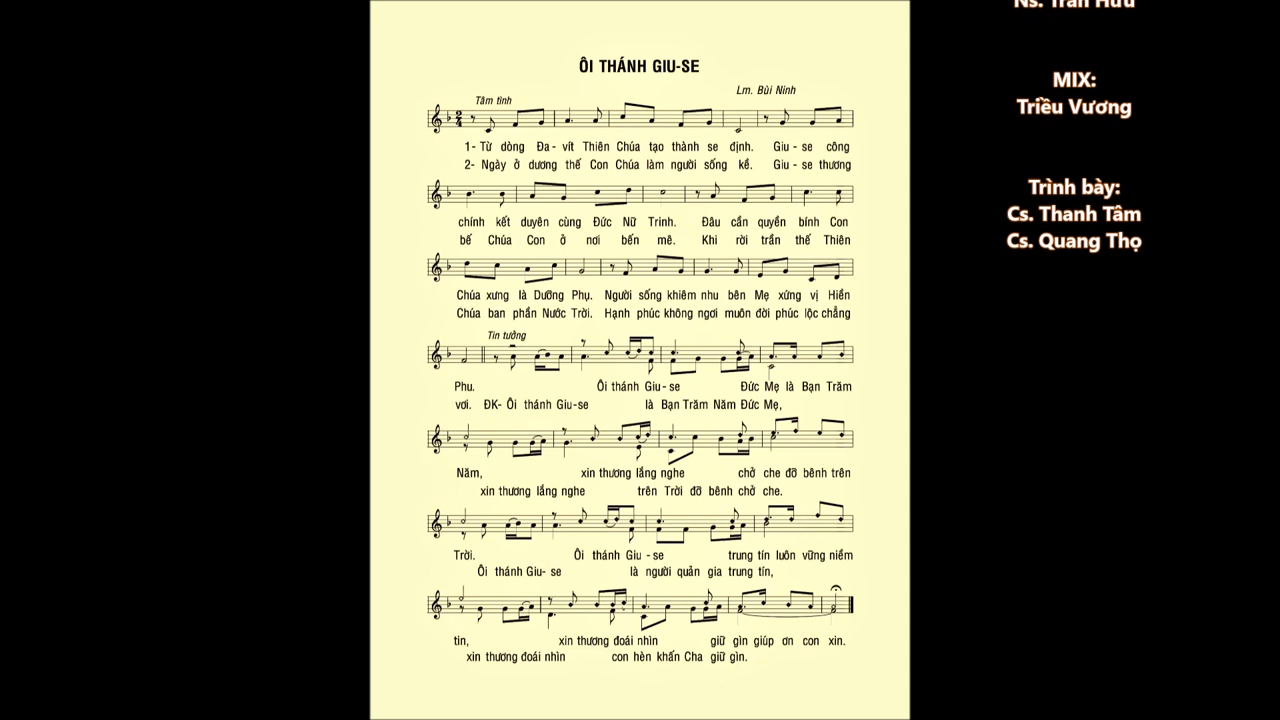 ÔI THÁNH GIU-SE
Lm. Bùi Ninh
Tâm tình
1- Từ dòng Đa - vít Thiên Chúa tạo thành se định. Giu - se công
2- Ngày ở dương thế Con Chúa làm người sống kề. Giu - se thương
chính kết duyên cùng Đức Nữ Trinh. Đâu cần quyền bính Con
bế Chúa Con ở nơi bến mê. Khi rời trần thế Thiên
Chúa xưng là Dưỡng Phụ. Người sống khiêm nhu bên Mẹ xứng vị Hiền
Chúa ban phần Nước Trời. Hạnh phúc không ngơi muôn đời phúc lộc chẳng
Tin tưởng
Phu. Ôi thánh Giu - se Đức Mẹ là Bạn Trăm
vơi. ĐK- Ôi thánh Giu-se là Bạn Trăm Năm Đức Mẹ,
Năm, xin thương lắng nghe chở che đỡ bênh trên
xin thương lắng nghe trên Trời đỡ bênh chở che.
Trời. Ôi thánh Giu - se trung tín luôn vững niềm
Ôi thánh Giu- se là người quản gia trung tín,
tin, xin thương đoái nhìn giữ gìn giúp ơn con xin.
xin thương đoái nhìn con hèn khấn Cha giữ gìn.
Ns. Trần Hữu
MIX:
Triều Vương
Trình bày:
Cs. Thanh Tâm
Cs. Quang Thọ